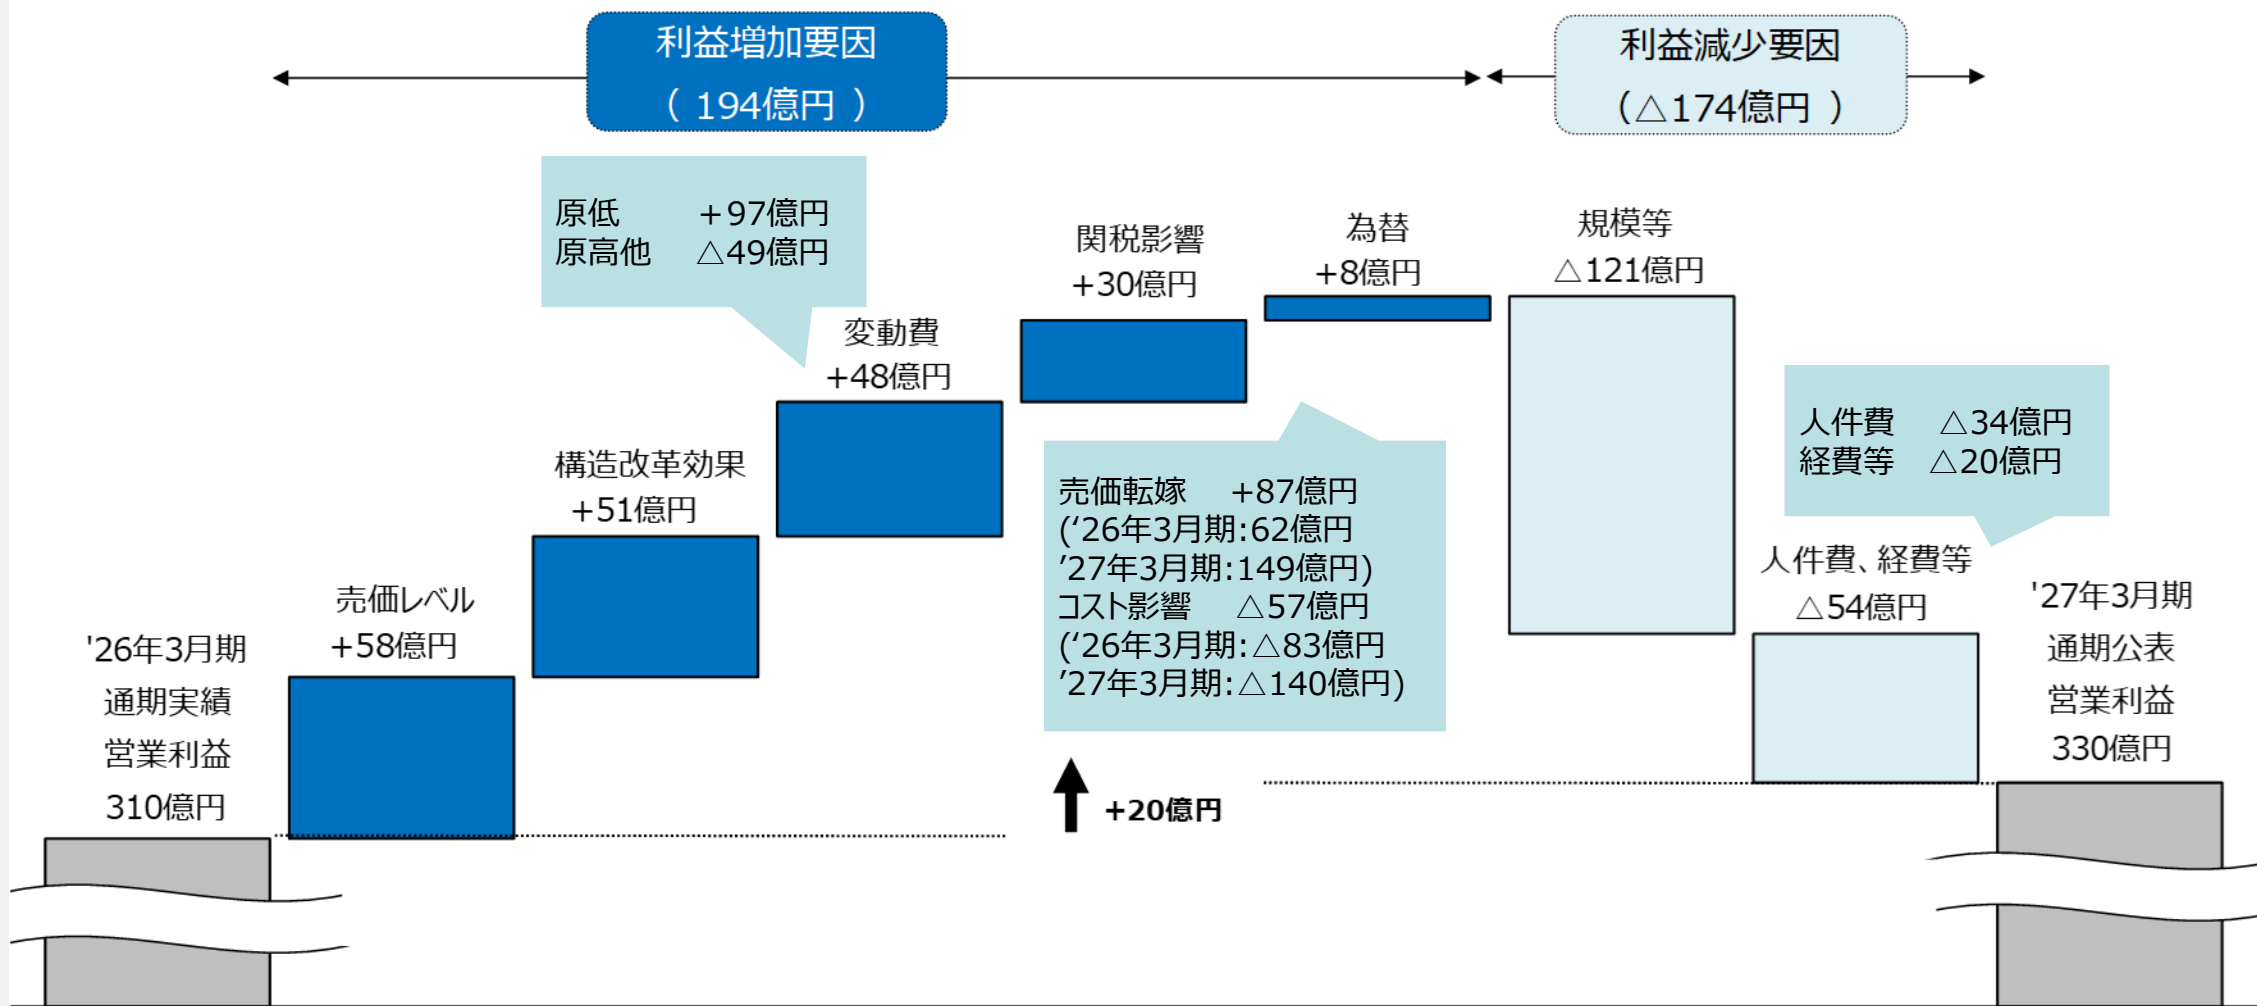 利益増加要因
( 194億円 )
利益減少要因
(△174億円 )
原低 +97億円
原高他 △49億円
関税影響
+30億円
為替
+8億円
規模等
△121億円
変動費
+48億円
構造改革効果
+51億円
売価レベル
+58億円
'26年3月期
通期実績
営業利益
310億円
売価転嫁 +87億円
(‘26年3月期:62億円
’27年3月期:149億円)
コスト影響 △57億円
(‘26年3月期:△83億円
’27年3月期:△140億円)
+20億円
人件費 △34億円
経費等 △20億円
人件費、経費等
△54億円
'27年3月期
通期公表
営業利益
330億円